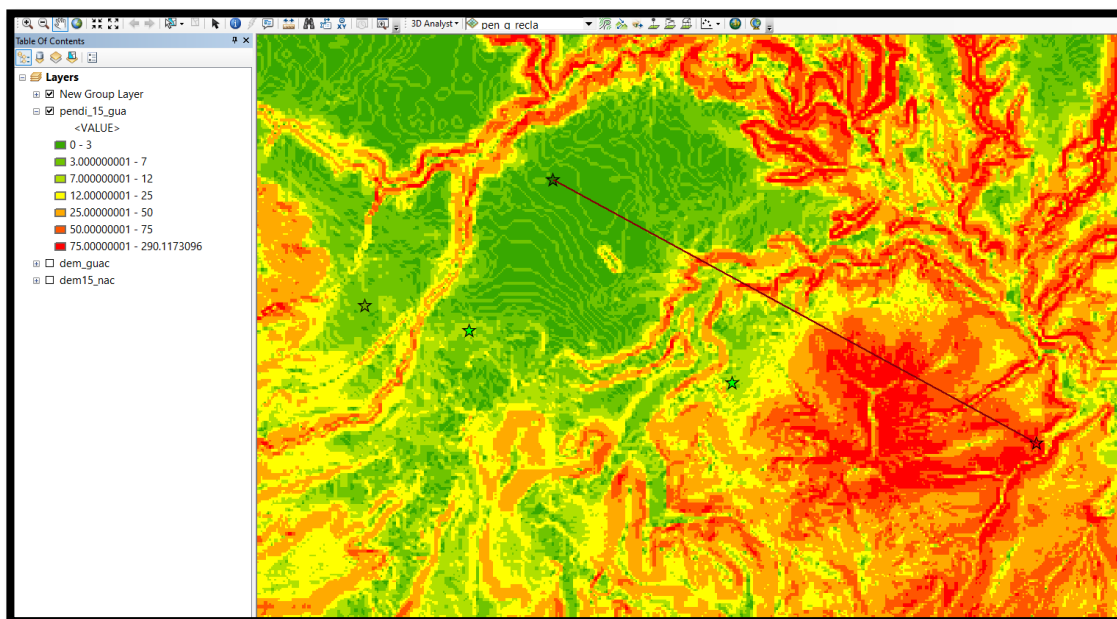 3D Analyst
pen_g_recla
Table Of Contents
Layers
New Group Layer
pendi_15_gua
<VALUE>
0 - 3
3.000000001 - 7
7.000000001 - 12
12.00000001 - 25
25.00000001 - 50
50.00000001 - 75
75.00000001 - 290.1173096
dem_guac
dem15_nac